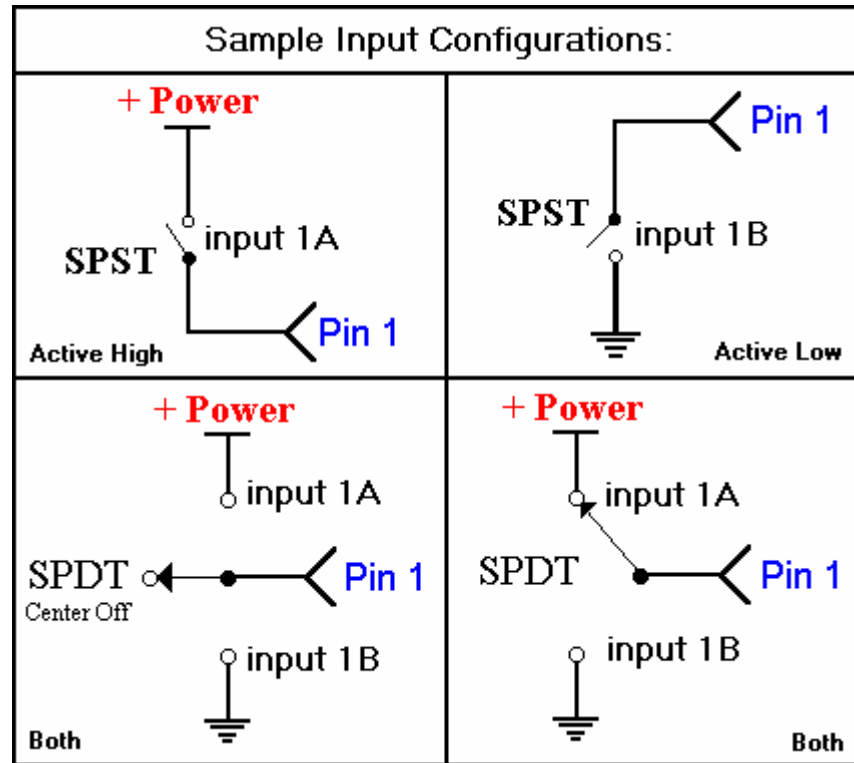 Sample Input Configurations:
+ Power
input 1A
SPST
Pin 1
Active High
Pin 1
SPST
input 1B
Active Low
+ Power
input 1A
SPDT
Center Off
Pin 1
input 1B
Both
+ Power
input 1A
SPDT
Pin 1
input 1B
Both